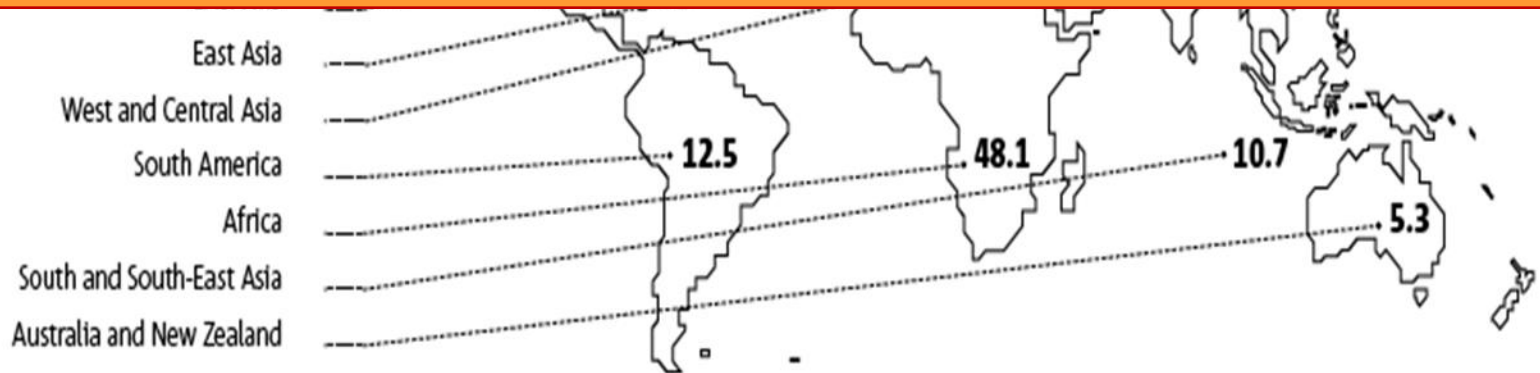 East Asia
West and Central Asia
South America
12.5
48.1
10.7
Africa
5.3
South and South-East Asia
Australia and New Zealand